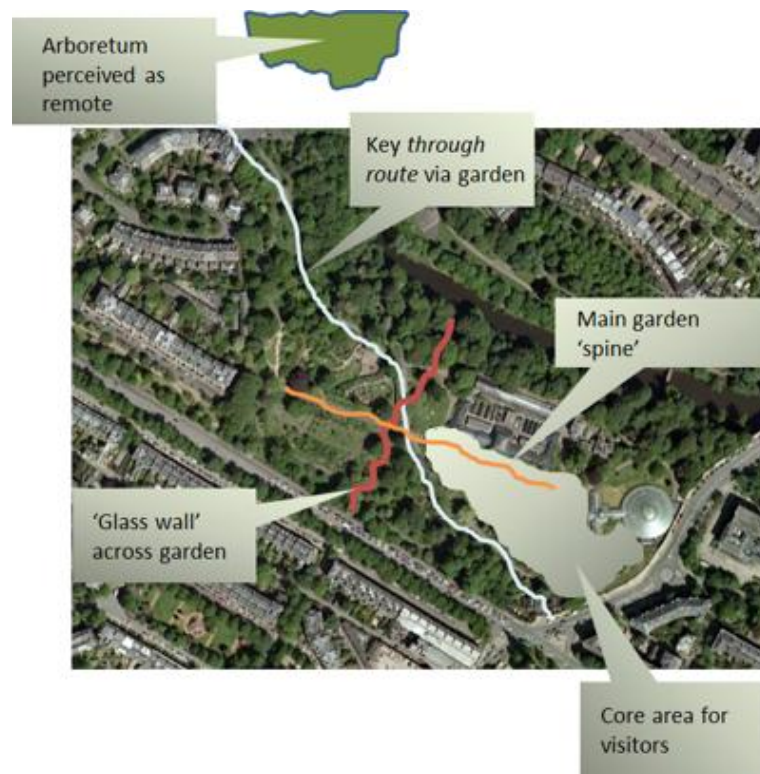 Arboretum
perceived as
remote
Key through
route via garden
Main garden
‘spine’
‘Glass wall’
across garden
Core area for
visitors